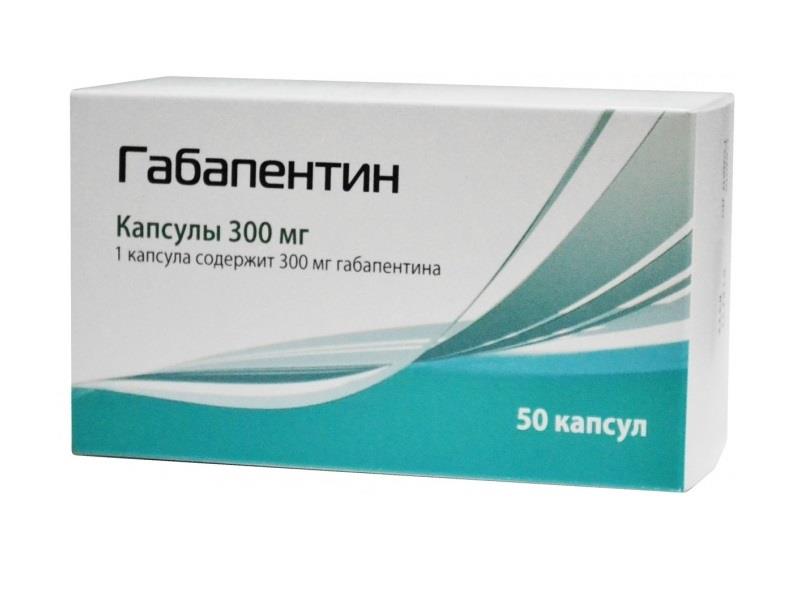 Габапентин
Капсулы 300 мг
1 капсула содержит 300 мг габапентина
50 капсул